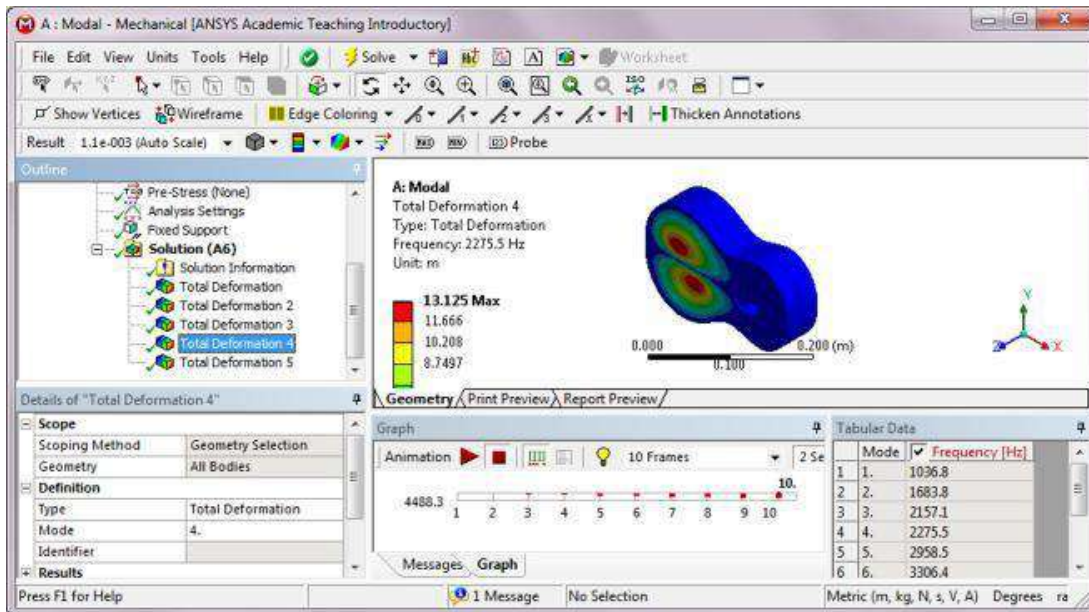 A : Modal - Mechanical [ANSYS Academic Teaching Introductory]
File Edit View Units Tools Help Solve Worksheet
Show Vertices Wireframe Edge Coloring Thicken Annotations
Result 1.1e-003 (Auto Scale) MAX MIN Probe
Outline
Pre-Stress (None)
Analysis Settings
Fixed Support
Solution (A6)
Solution Information
Total Deformation
Total Deformation 2
Total Deformation 3
Total Deformation 4
Total Deformation 5
A: Modal
Total Deformation 4
Type: Total Deformation
Frequency: 2275.5 Hz
Unit: m
13.125 Max
11.666
10.208
8.7497
0.000 0.200 (m)
0.100
Y
Z X
Geometry Print Preview Report Preview
Details of "Total Deformation 4"
Scope
Scoping Method Geometry Selection
Geometry All Bodies
Definition
Type Total Deformation
Mode 4.
Identifier
Results
Graph
Animation 10 Frames 2 Se
10.
4488.3
1 2 3 4 5 6 7 8 9 10
Messages Graph
Tabular Data
Mode Frequency [Hz]
1 1. 1036.8
2 2. 1683.8
3 3. 2157.1
4 4. 2275.5
5 5. 2958.5
6 6. 3306.4
Press F1 for Help 1 Message No Selection Metric (m, kg, N, s, V, A) Degrees ra